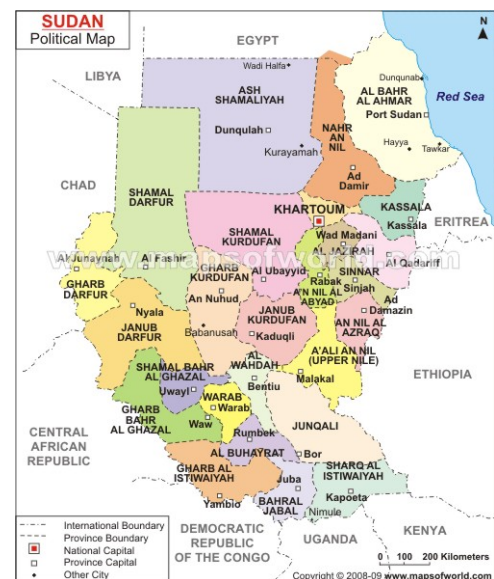 SUDAN
Political Map
N
EGYPT
LIBYA
Wadi Halfa
ASH
SHAMALIYAH
Dunqulah
Kurayamah
Dunqunab
AL BAHR
AL AHMAR
Port Sudan
Red Sea
Hayya
Tawkar
NAHR
AN
NIL
Ad
Damir
CHAD
SHAMAL
DARFUR
KHARTOUM
KASSALA
Kassala
ERITREA
SHAMAL
KURDUFAN
Wad Madani
AL JAZIRAH
www.mapsofworld.com
Al Junaynah
Al Fashir
GHARB
KURDUFAN
Al Ubayyid
Rabak
SINNAR
Al Qadariff
GHARB
DARFUR
An Nuhud
A'N NIL AL
ABYAD
Sinjah
Ad
Damazin
Nyala
Babanusah
JANUB
KURDUFAN
Kaduqli
AN NIL AL
AZRAQ
JANUB
DARFUR
AL
WAHDAH
A'ALI AN NIL
(UPPER NILE)
SHAMAL BAHR
AL GHAZAL
Bentiu
Malakal
ETHIOPIA
Uwayl
WARAB
Warab
GHARB
BAHR
AL GHAZAL
Waw
JUNQALI
Rumbek
CENTRAL
AFRICAN
REPUBLIC
AL BUHAYRAT
Bor
GHARB AL
ISTIWAIYAH
SHARQ AL
ISTIWAIYAH
Juba
Yambio
BAHRAL
JABAL
Kapoeta
Nimule
DEMOCRATIC
REPUBLIC
OF THE CONGO
UGANDA
KENYA
International Boundary
Province Boundary
National Capital
Province Capital
Other City
0 100 200 Kilometers
Copyright © 2008-09 www.mapsofworld.com